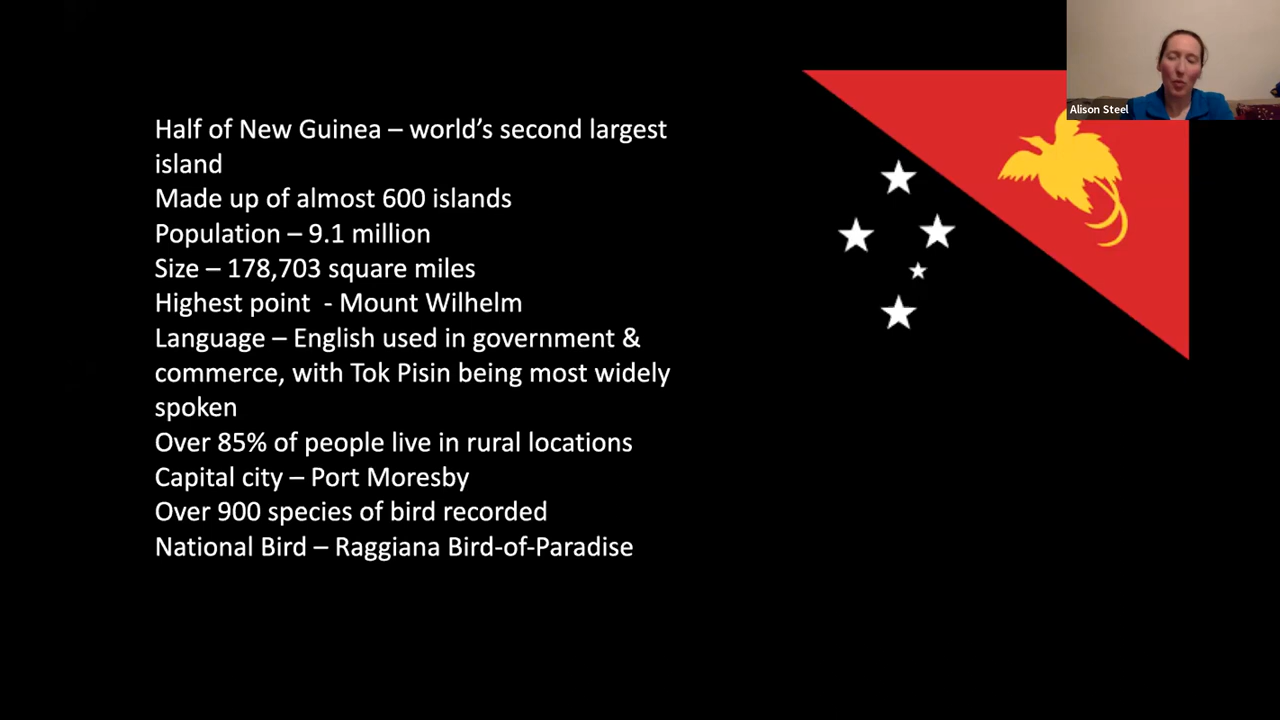 Half of New Guinea – world’s second largest
island
Made up of almost 600 islands
Population – 9.1 million
Size – 178,703 square miles
Highest point  - Mount Wilhelm
Language – English used in government &
commerce, with Tok Pisin being most widely
spoken
Over 85% of people live in rural locations
Capital city – Port Moresby
Over 900 species of bird recorded
National Bird – Raggiana Bird-of-Paradise
Alison Steel